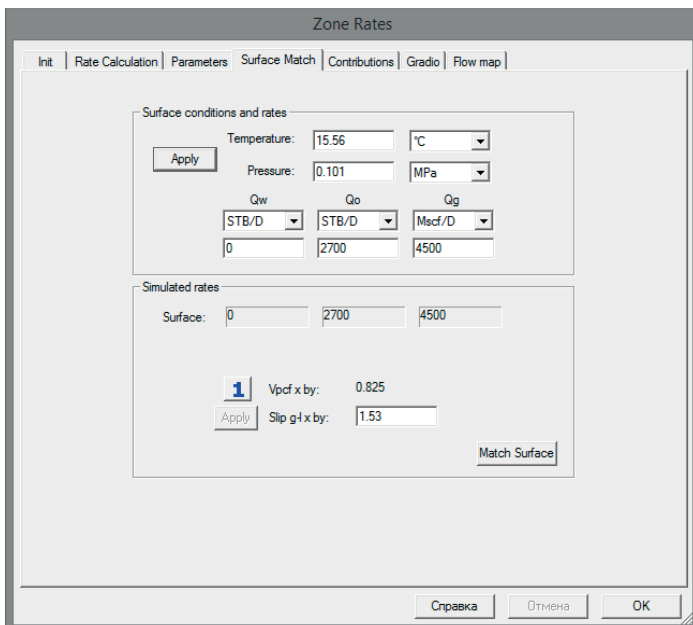 Zone Rates
Init Rate Calculation Parameters Surface Match Contributions Gradio Flow map
Surface conditions and rates
Temperature: 15.56 °C
Apply
Pressure: 0.101 MPa
Qw Qo Qg
STB/D STB/D Mscf/D
0 2700 4500
Simulated rates
Surface: 0 2700 4500
1 Vpcf x by: 0.825
Apply Slip g-l x by: 1.53
Match Surface
Справка Отмена OK